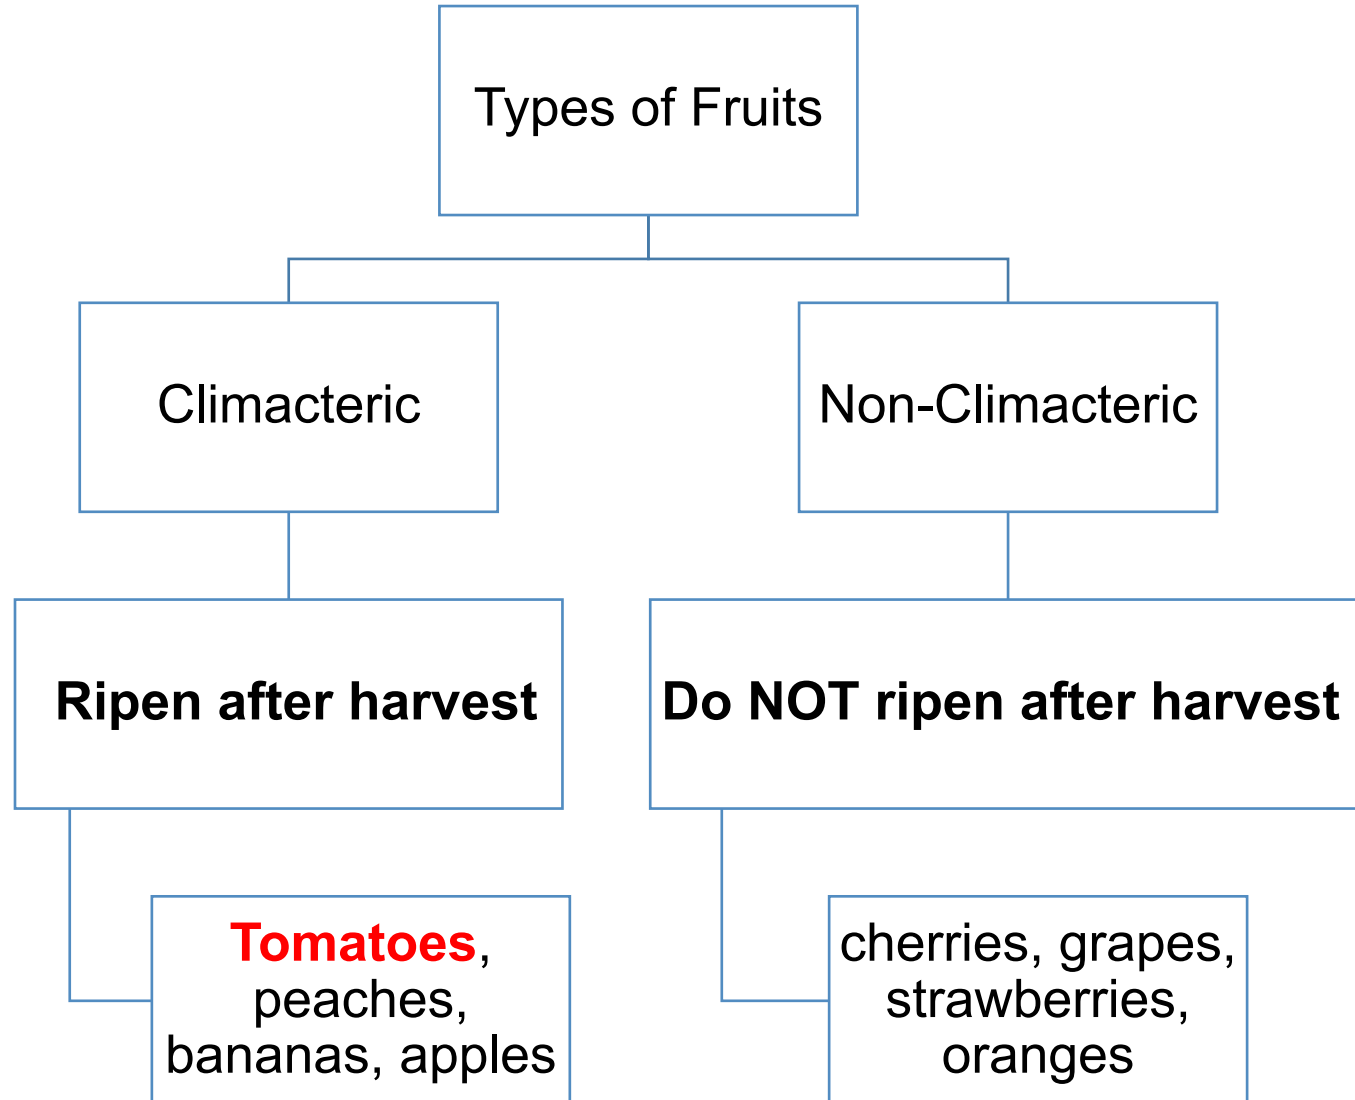 Types of Fruits
Climacteric
Non-Climacteric
Ripen after harvest
Do NOT ripen after harvest
Tomatoes,
peaches,
bananas, apples
cherries, grapes,
strawberries,
oranges